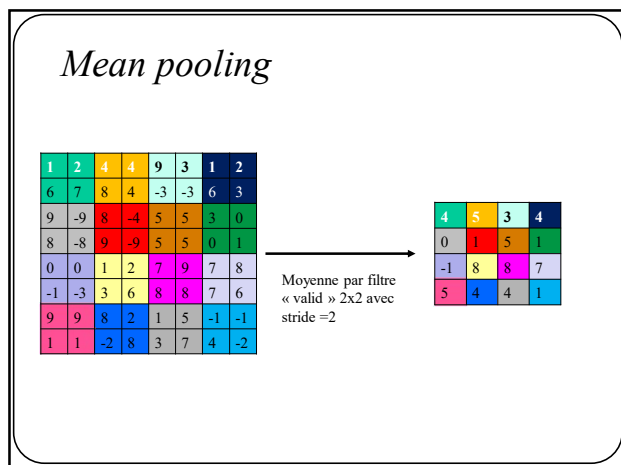 Mean pooling
1 2 4 4 9 3 1 2
6 7 8 4 -3 -3 6 3
9 -9 8 -4 5 5 3 0
8 -8 9 -9 5 5 0 1
0 0 1 2 7 9 7 8
-1 -3 3 6 8 8 7 6
9 9 8 2 1 5 -1 -1
1 1 -2 8 3 7 4 -2
Moyenne par filtre
« valid » 2x2 avec
stride =2
4 5 3 4
0 1 5 1
-1 8 8 7
5 4 4 1